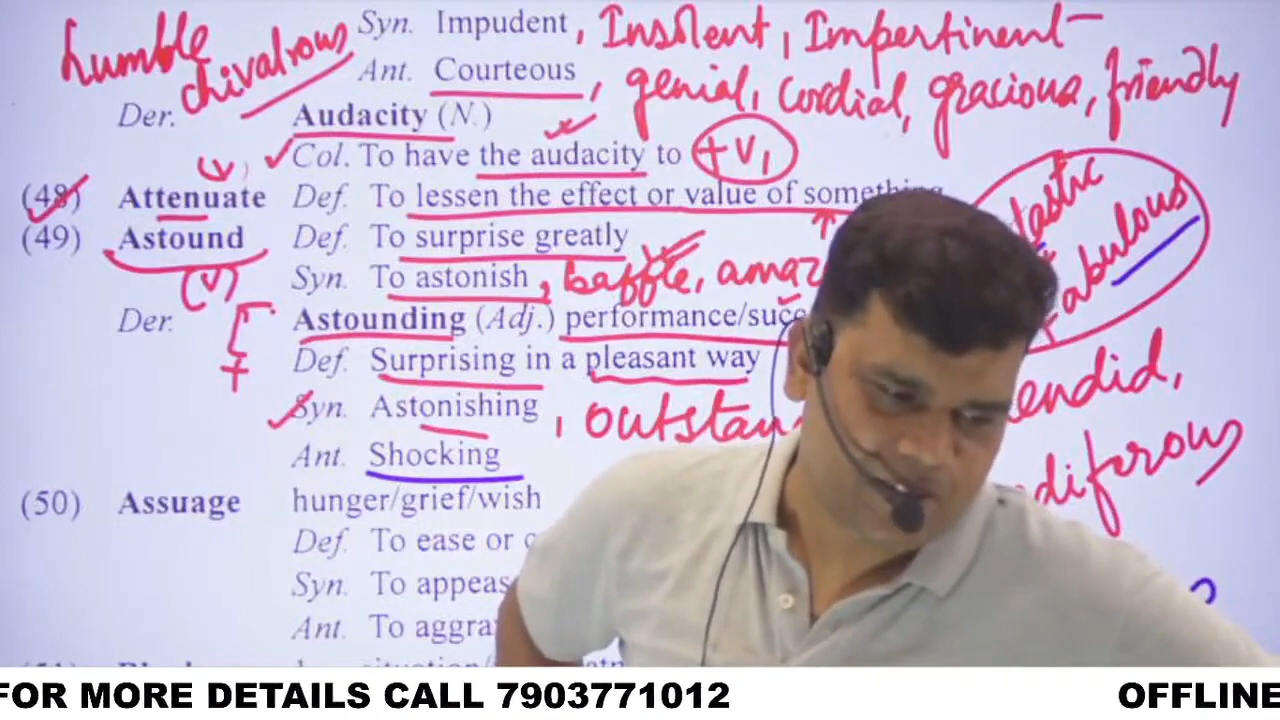 humble chivalrous Syn. Impudent, Insolent, Impertinent
Ant. Courteous, genial, cordial, gracious, friendly
Der. Audacity (N.)
Col. To have the audacity to +V1
(V)
(48) Attenuate Def. To lessen the effect or value of something
(49) Astound Def. To surprise greatly
(V) Syn. To astonish, baffle, amaz
Der. Astounding (Adj.) performance/succe
Def. Surprising in a pleasant way
Syn. Astonishing, outstan endid,
Ant. Shocking diferous
tastic
fabulous
(50) Assuage hunger/grief/wish
Def. To ease or
Syn. To appeas
Ant. To aggra
FOR MORE DETAILS CALL 7903771012
OFFLINE